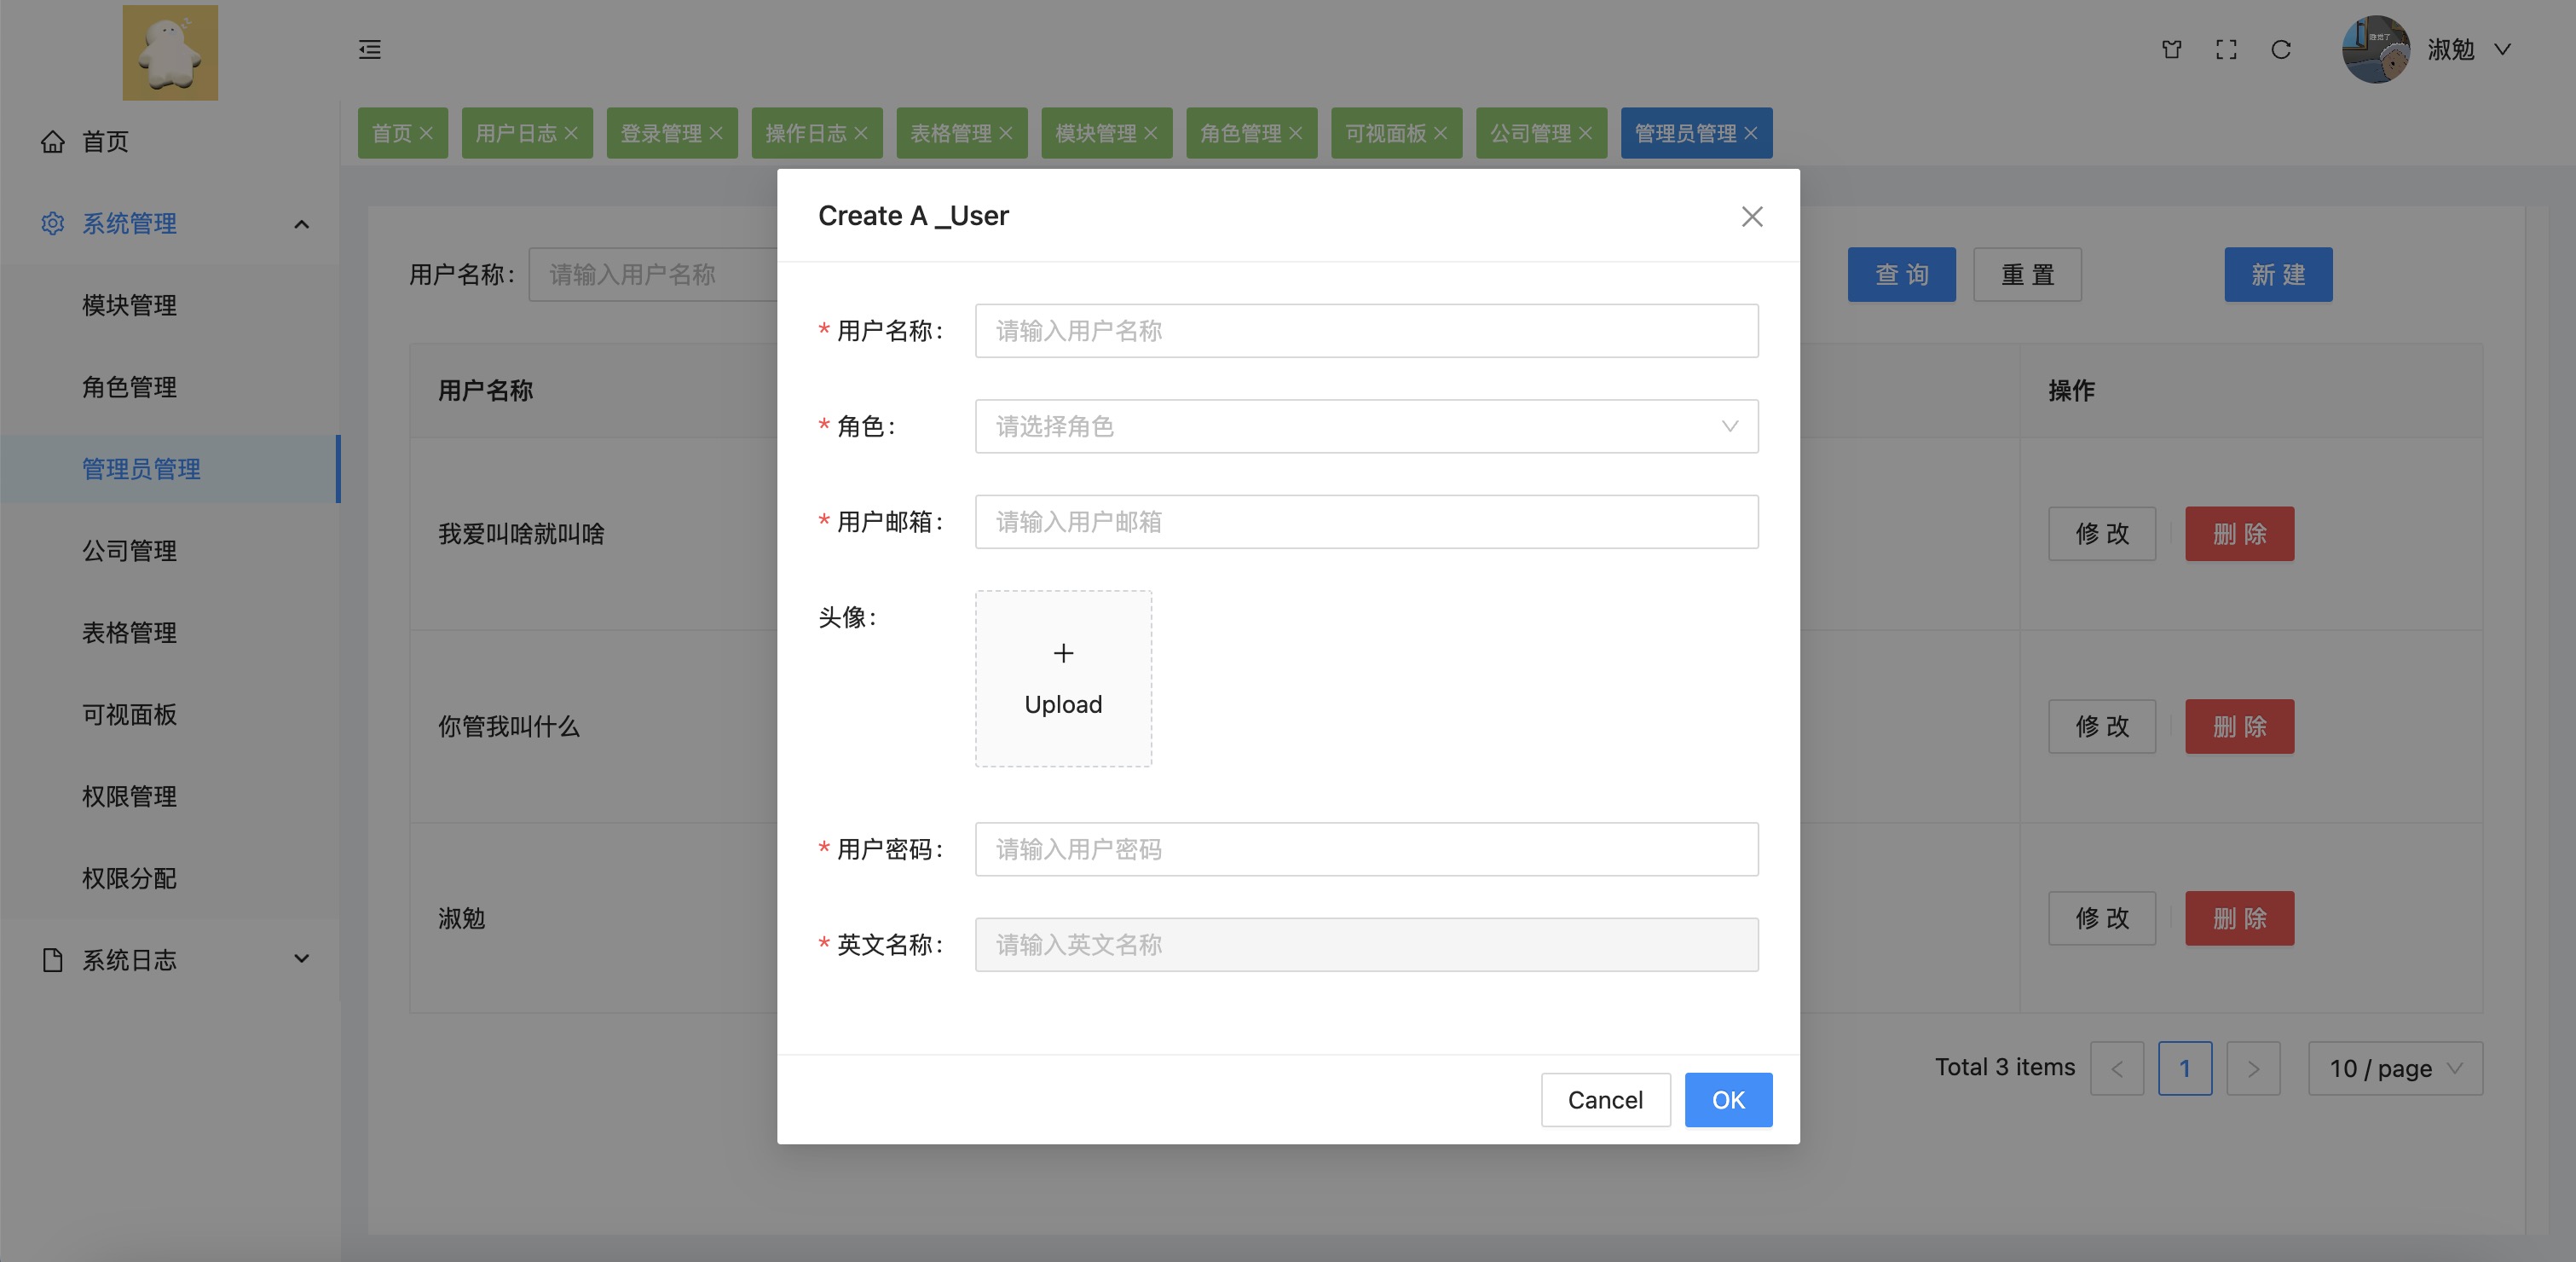 淑勉
首页
用户日志
登录管理
操作日志
表格管理
模块管理
角色管理
可视面板
公司管理
管理员管理
首页
系统管理
模块管理
角色管理
管理员管理
公司管理
表格管理
可视面板
权限管理
权限分配
系统日志
用户名称:
请输入用户名称
查 询
重 置
新 建
用户名称
操作
我爱叫啥就叫啥
修 改
删 除
你管我叫什么
修 改
删 除
淑勉
修 改
删 除
Total 3 items
<
1
>
10 / page
Create A _User
* 用户名称:
请输入用户名称
* 角色:
请选择角色
* 用户邮箱:
请输入用户邮箱
头像:
+
Upload
* 用户密码:
请输入用户密码
* 英文名称:
请输入英文名称
Cancel
OK